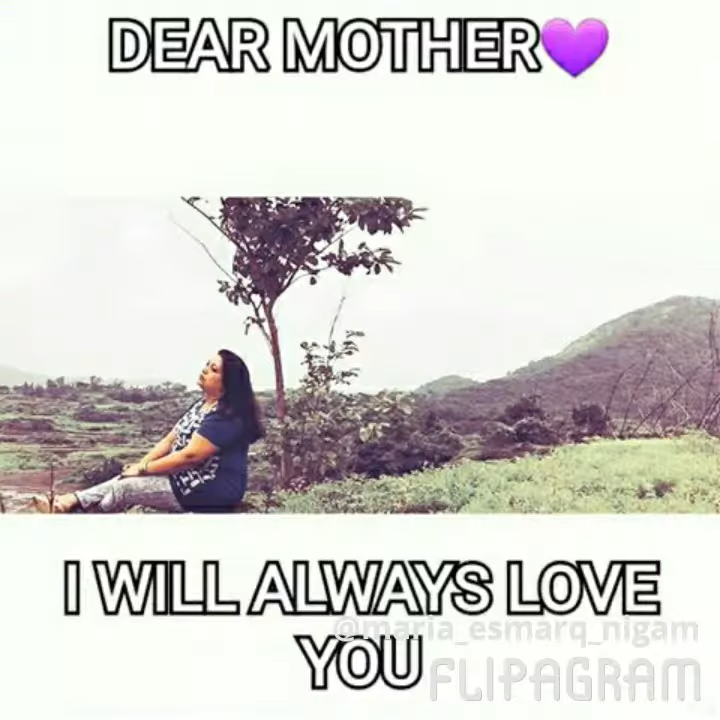 DEAR MOTHER💜
I WILL ALWAYS LOVE
@maria_esmarq_nigam
YOU
FLIPAGRAM